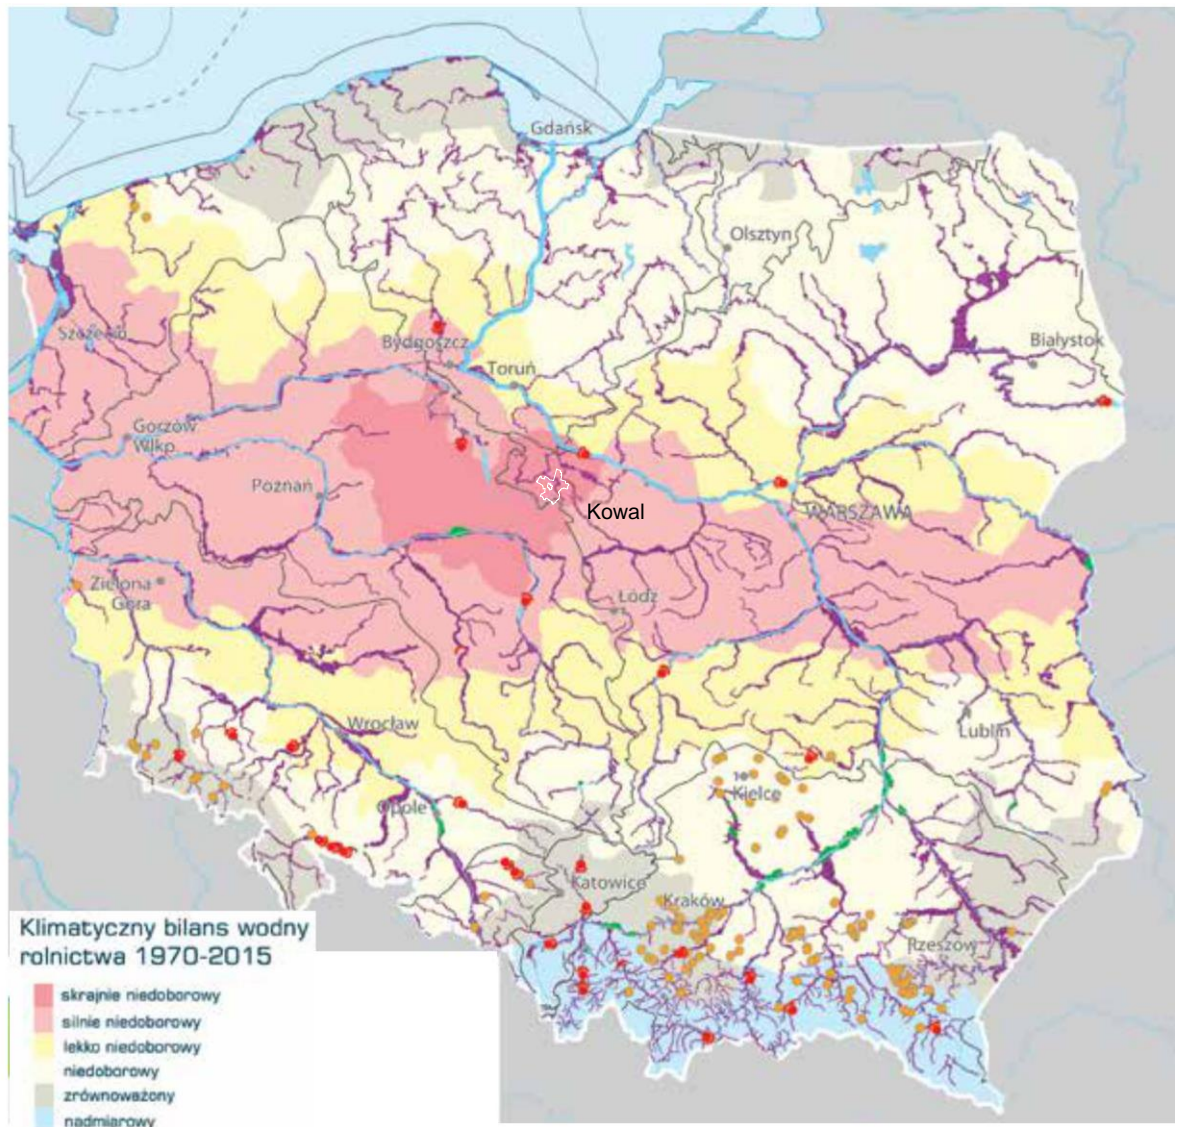 Gdańsk
Olsztyn
Szczecin
Bydgoszcz
Białystok
Toruń
Gorzów
Wlkp.
Poznań
Kowal
WARSZAWA
Zielona
Góra
Łódź
Wrocław
Lublin
Kielce
Opole
Katowice
Kraków
Rzeszów
Klimatyczny bilans wodny
rolnictwa 1970-2015
skrajnie niedoborowy
silnie niedoborowy
lekko niedoborowy
niedoborowy
zrównoważony
nadmiarowy